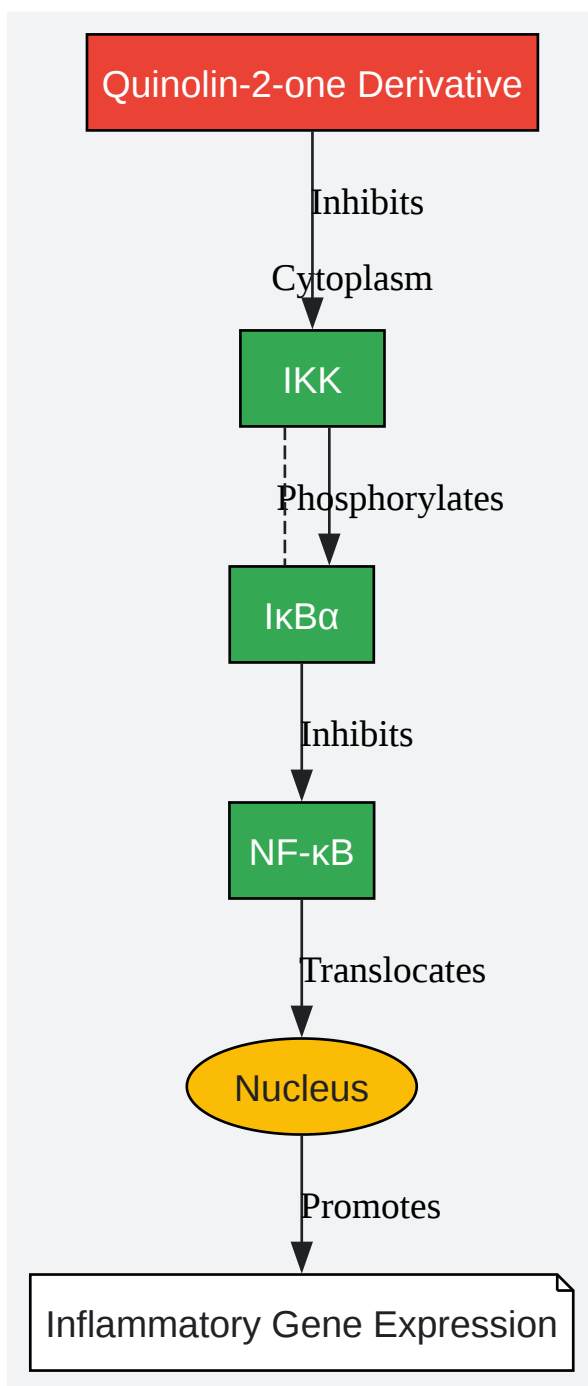 Quinolin-2-one Derivative
Inhibits
Cytoplasm
IKK
Phosphorylates
IκBα
Inhibits
NF-κB
Translocates
Nucleus
Promotes
Inflammatory Gene Expression